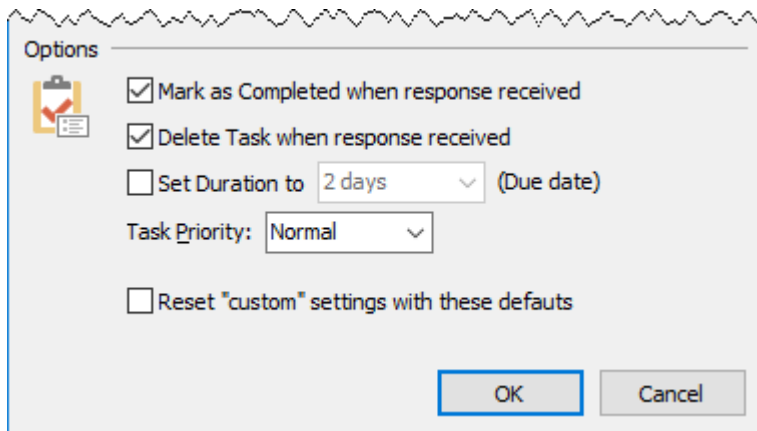 Options
Mark as Completed when response received
Delete Task when response received
Set Duration to 2 days (Due date)
Task Priority: Normal
Reset "custom" settings with these defauts
OK Cancel